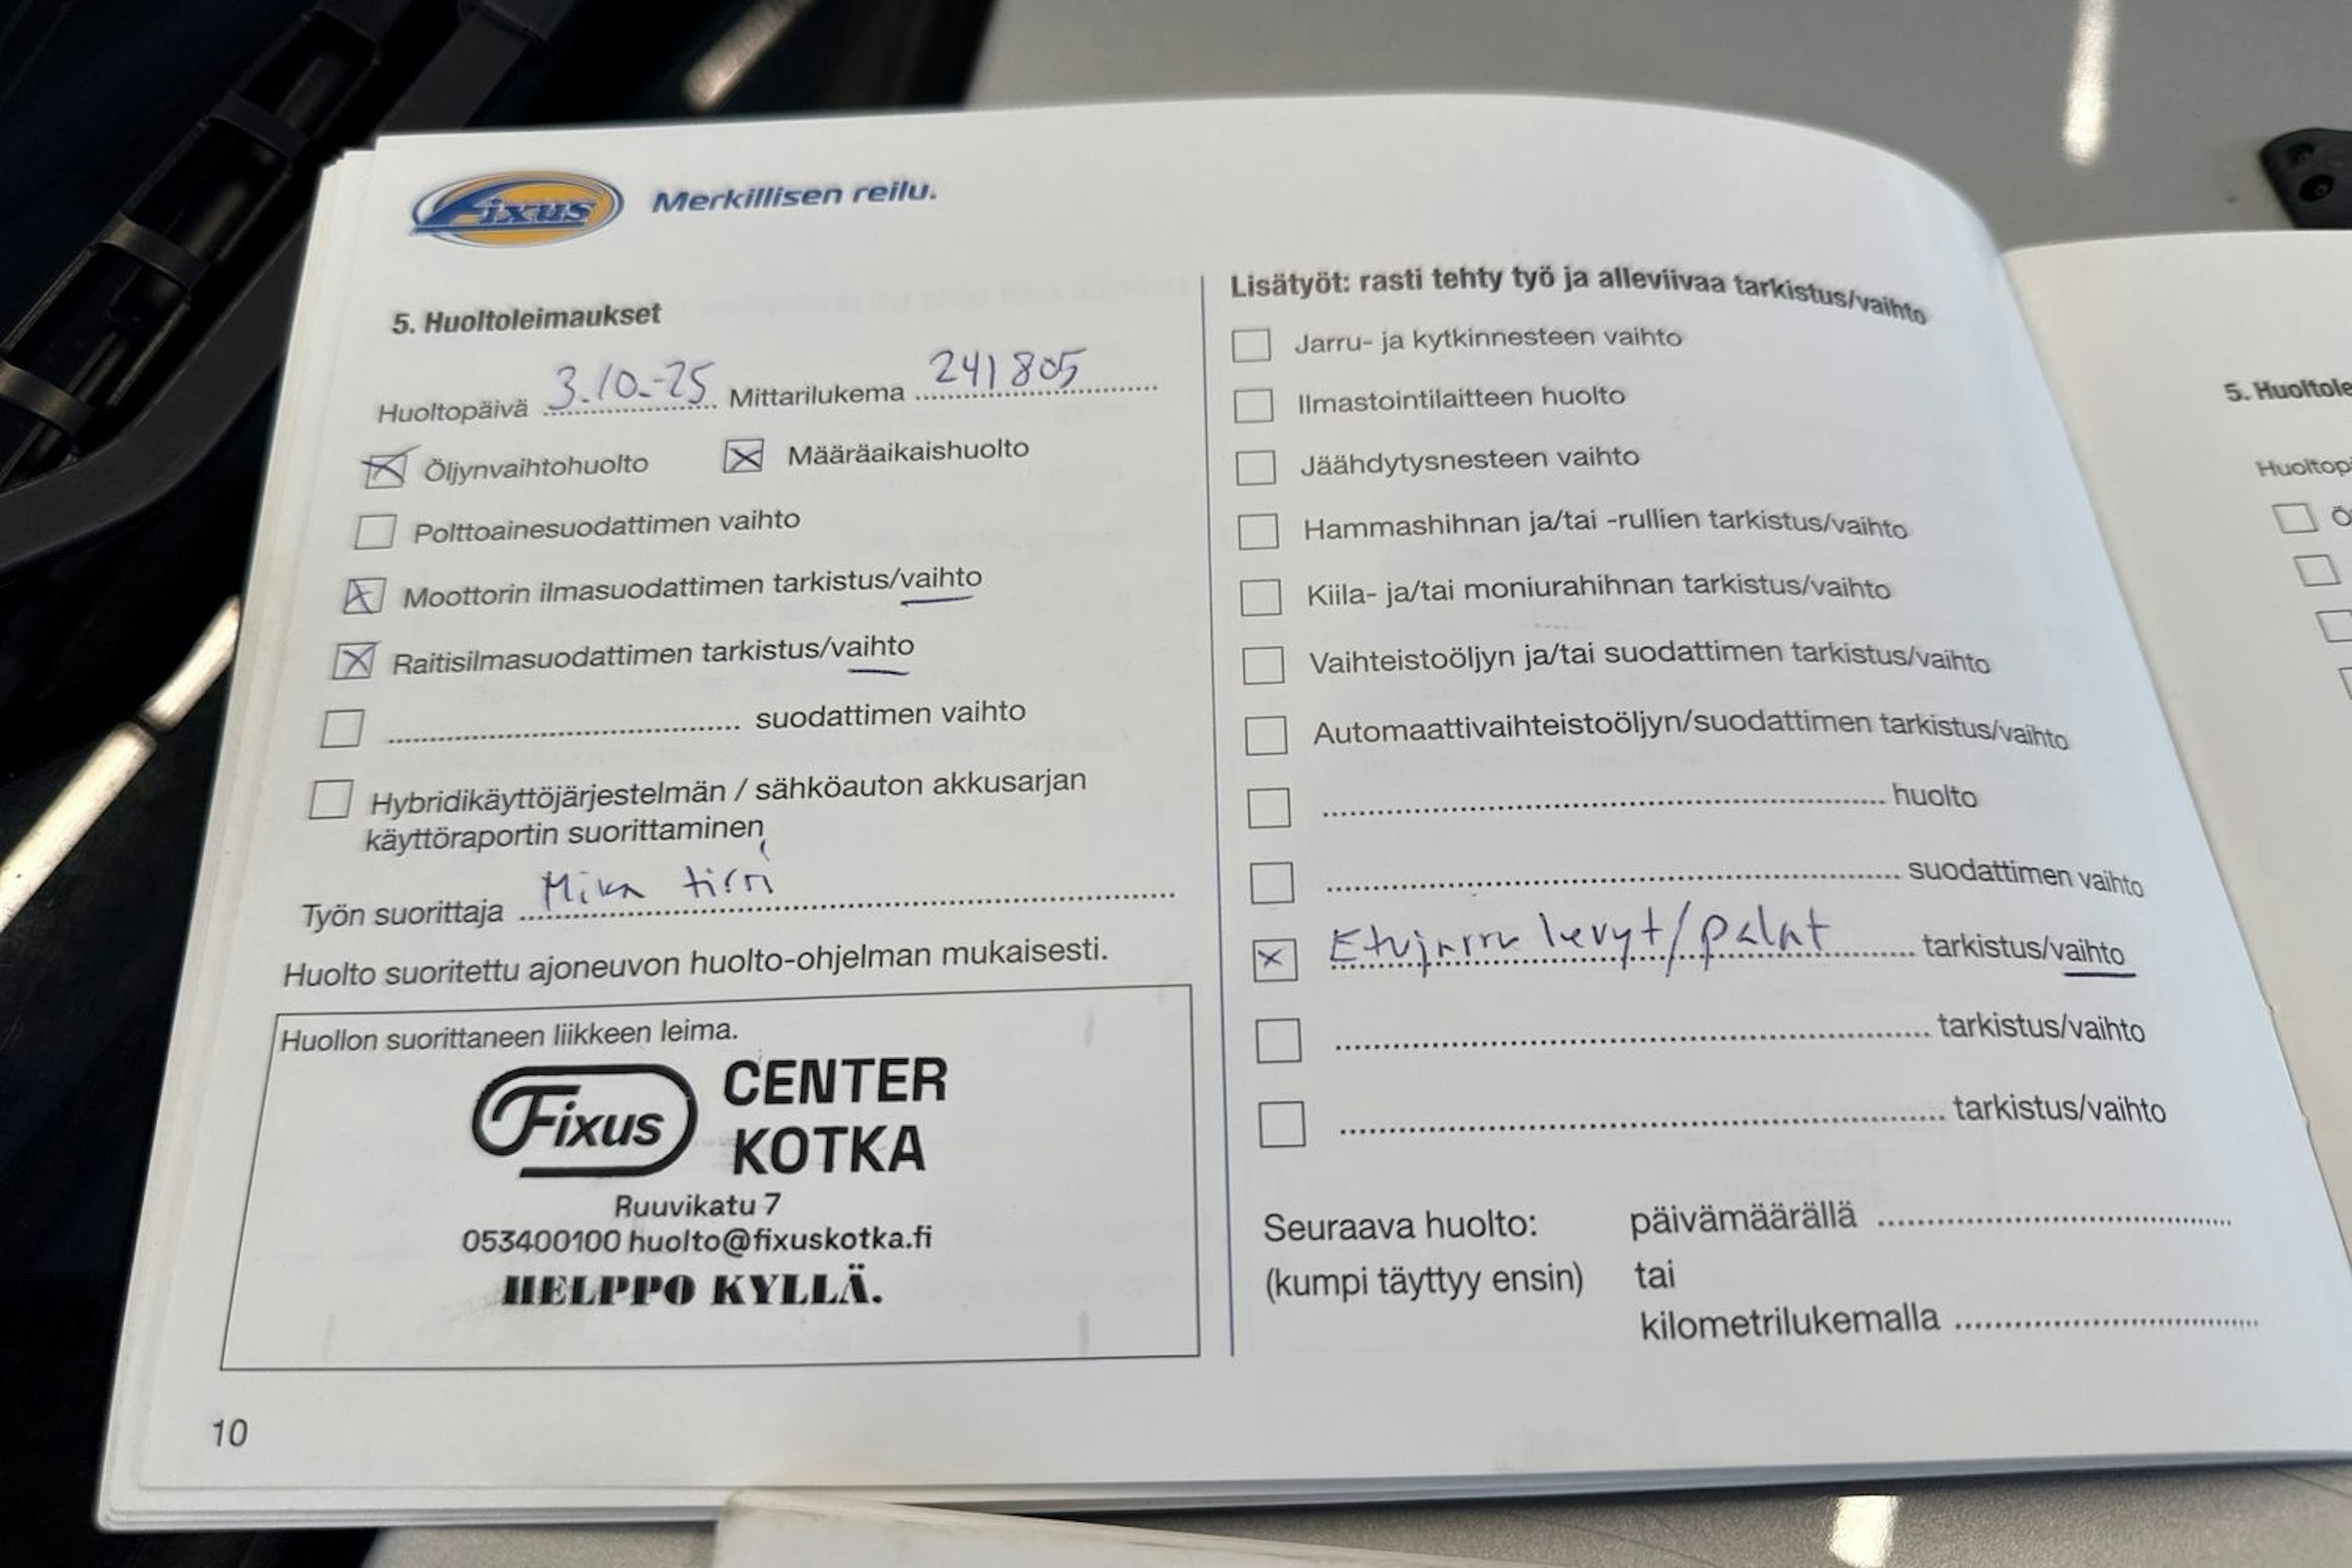 Fixus Merkillisen reilu.
5. Huoltoleimaukset
Huoltopäivä 3.10.-25 Mittarilukema 241805
Öljynvaihtohuolto Määräaikaishuolto
Polttoainesuodattimen vaihto
Moottorin ilmasuodattimen tarkistus/vaihto
Raitisilmasuodattimen tarkistus/vaihto
suodattimen vaihto
Hybridikäyttöjärjestelmän / sähköauton akkusarjan
käyttöraportin suorittaminen
Työn suorittaja Mika
Huolto suoritettu ajoneuvon huolto-ohjelman mukaisesti.
Huollon suorittaneen liikkeen leima.
Fixus CENTER
KOTKA
Ruuvikatu 7
053400100 huolto@fixuskotka.fi
HELPPO KYLLÄ.
10
Lisätyöt: rasti tehty työ ja alleviivaa tarkistus/vaihto
Jarru- ja kytkinnesteen vaihto
Ilmastointilaitteen huolto
Jäähdytysnesteen vaihto
Hammashihnan ja/tai -rullien tarkistus/vaihto
Kiila- ja/tai moniurahihnan tarkistus/vaihto
Vaihteistoöljyn ja/tai suodattimen tarkistus/vaihto
Automaattivaihteistoöljyn/suodattimen tarkistus/vaihto
huolto
suodattimen vaihto
Etujarru levyt/palat tarkistus/vaihto
tarkistus/vaihto
tarkistus/vaihto
Seuraava huolto: päivämäärällä
(kumpi täyttyy ensin) tai
kilometrilukemalla
5. Huoltole
Huoltop
Ö